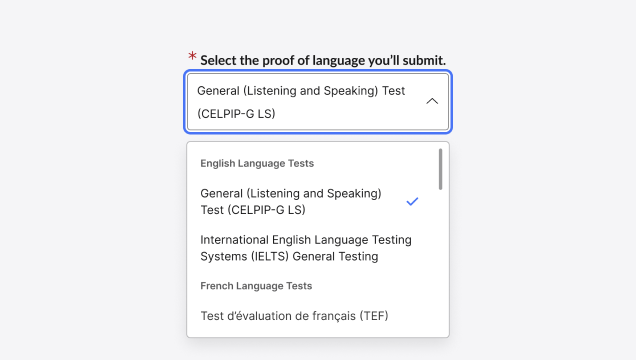 * Select the proof of language you’ll submit.
General (Listening and Speaking) Test
(CELPIP-G LS)
English Language Tests
General (Listening and Speaking)
Test (CELPIP-G LS)
International English Language Testing
Systems (IELTS) General Testing
French Language Tests
Test d’évaluation de français (TEF)